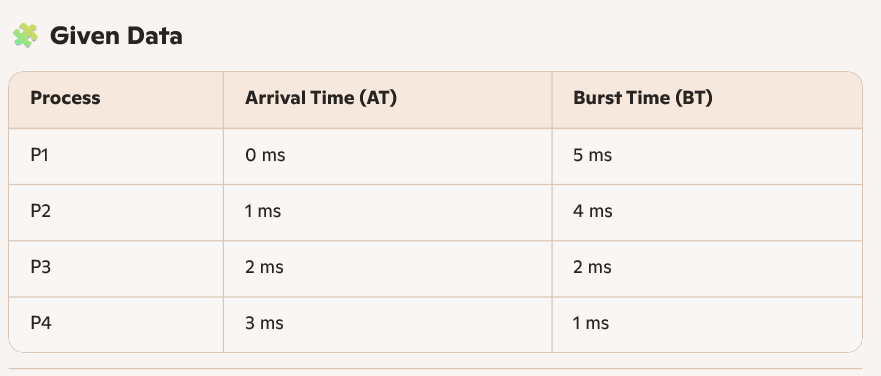 Given Data
Process Arrival Time (AT) Burst Time (BT)
P1 0 ms 5 ms
P2 1 ms 4 ms
P3 2 ms 2 ms
P4 3 ms 1 ms